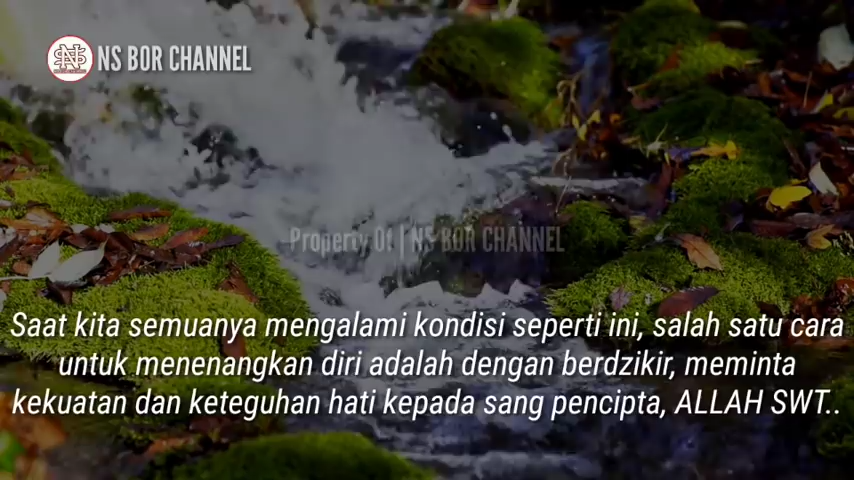 NS BOR CHANNEL
Property Of | NS BOR CHANNEL
Saat kita semuanya mengalami kondisi seperti ini, salah satu cara
untuk menenangkan diri adalah dengan berdzikir, meminta
kekuatan dan keteguhan hati kepada sang pencipta, ALLAH SWT..